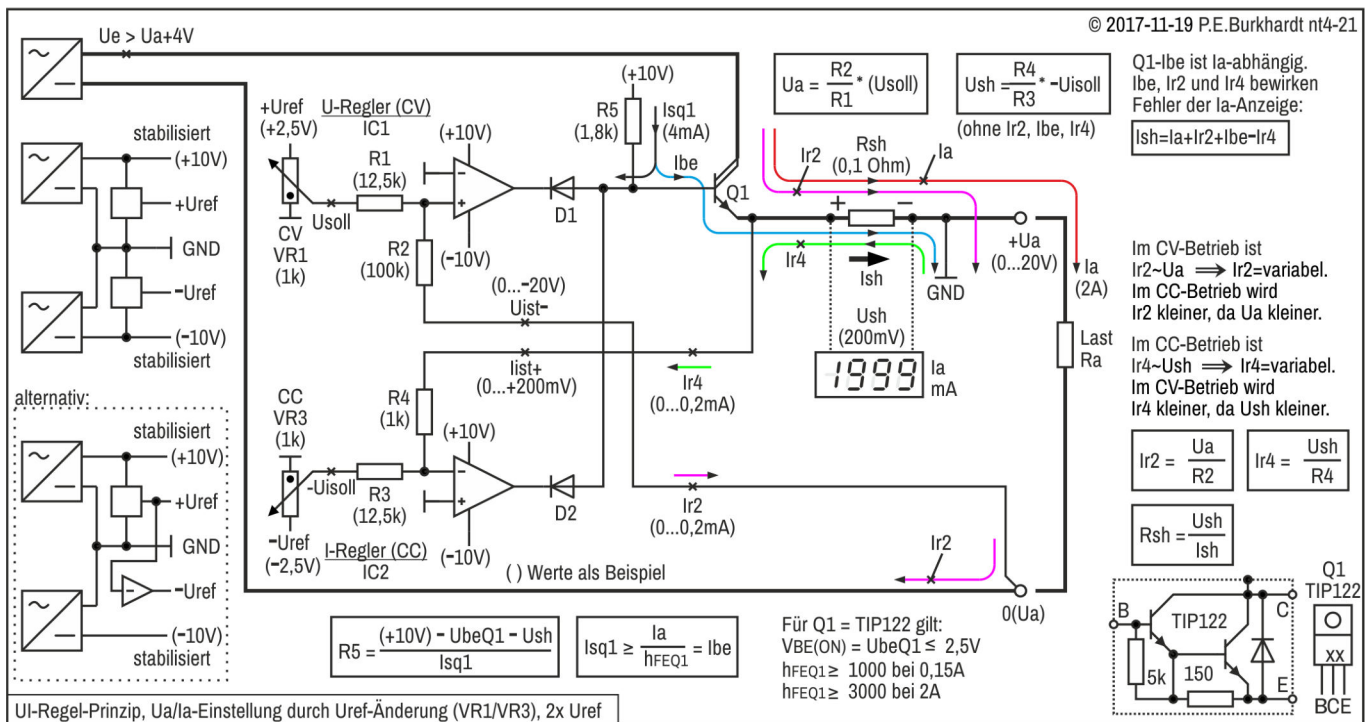 © 2017-11-19 P.E.Burkhardt nt4-21
Ue > Ua+4V
stabilisiert
(+10V)
+Uref
GND
−Uref
(−10V)
stabilisiert
alternativ:
stabilisiert
(+10V)
+Uref
GND
−Uref
(−10V)
stabilisiert
+Uref
(+2,5V)
U-Regler (CV)
IC1
R1
(12,5k)
Usoll
CV
VR1
(1k)
(+10V)
−
+
(−10V)
R2
(100k)
D1
(+10V)
R5
(1,8k)
Isq1
(4mA)
Ibe
Q1
(0...−20V)
Uist−
Iist+
(0...+200mV)
CC
VR3
(1k)
R4
(1k)
(+10V)
−Uisoll
R3
(12,5k)
−
+
(−10V)
D2
−Uref
(−2,5V)
I-Regler (CC)
IC2
( ) Werte als Beispiel
Ir4
(0...0,2mA)
Ir2
(0...0,2mA)
Ua = R2
R1 * (Usoll)
Ush = R4
R3 * −Uisoll
(ohne Ir2, Ibe, Ir4)
Ir2
Rsh
(0,1 Ohm)
Ia
+ −
Ir4
Ish
GND
+Ua
(0...20V)
Ia
(2A)
Ush
(200mV)
1999
Ia
mA
Last
Ra
Ir2
0(Ua)
Q1-Ibe ist Ia-abhängig.
Ibe, Ir2 und Ir4 bewirken
Fehler der Ia-Anzeige:
Ish=Ia+Ir2+Ibe−Ir4
Im CV-Betrieb ist
Ir2~Ua ⟹ Ir2=variabel.
Im CC-Betrieb wird
Ir2 kleiner, da Ua kleiner.
Im CC-Betrieb ist
Ir4~Ush ⟹ Ir4=variabel.
Im CV-Betrieb wird
Ir4 kleiner, da Ush kleiner.
Ir2 = Ua
R2
Ir4 = Ush
R4
Rsh = Ush
Ish
R5 = (+10V) − UbeQ1 − Ush
Isq1
Isq1 ≥ Ia
hFEQ1 = Ibe
Für Q1 = TIP122 gilt:
VBE(ON) = UbeQ1 ≤ 2,5V
hFEQ1 ≥ 1000 bei 0,15A
hFEQ1 ≥ 3000 bei 2A
B
TIP122
C
5k
150
E
Q1
TIP122
XX
BCE
UI-Regel-Prinzip, Ua/Ia-Einstellung durch Uref-Änderung (VR1/VR3), 2x Uref